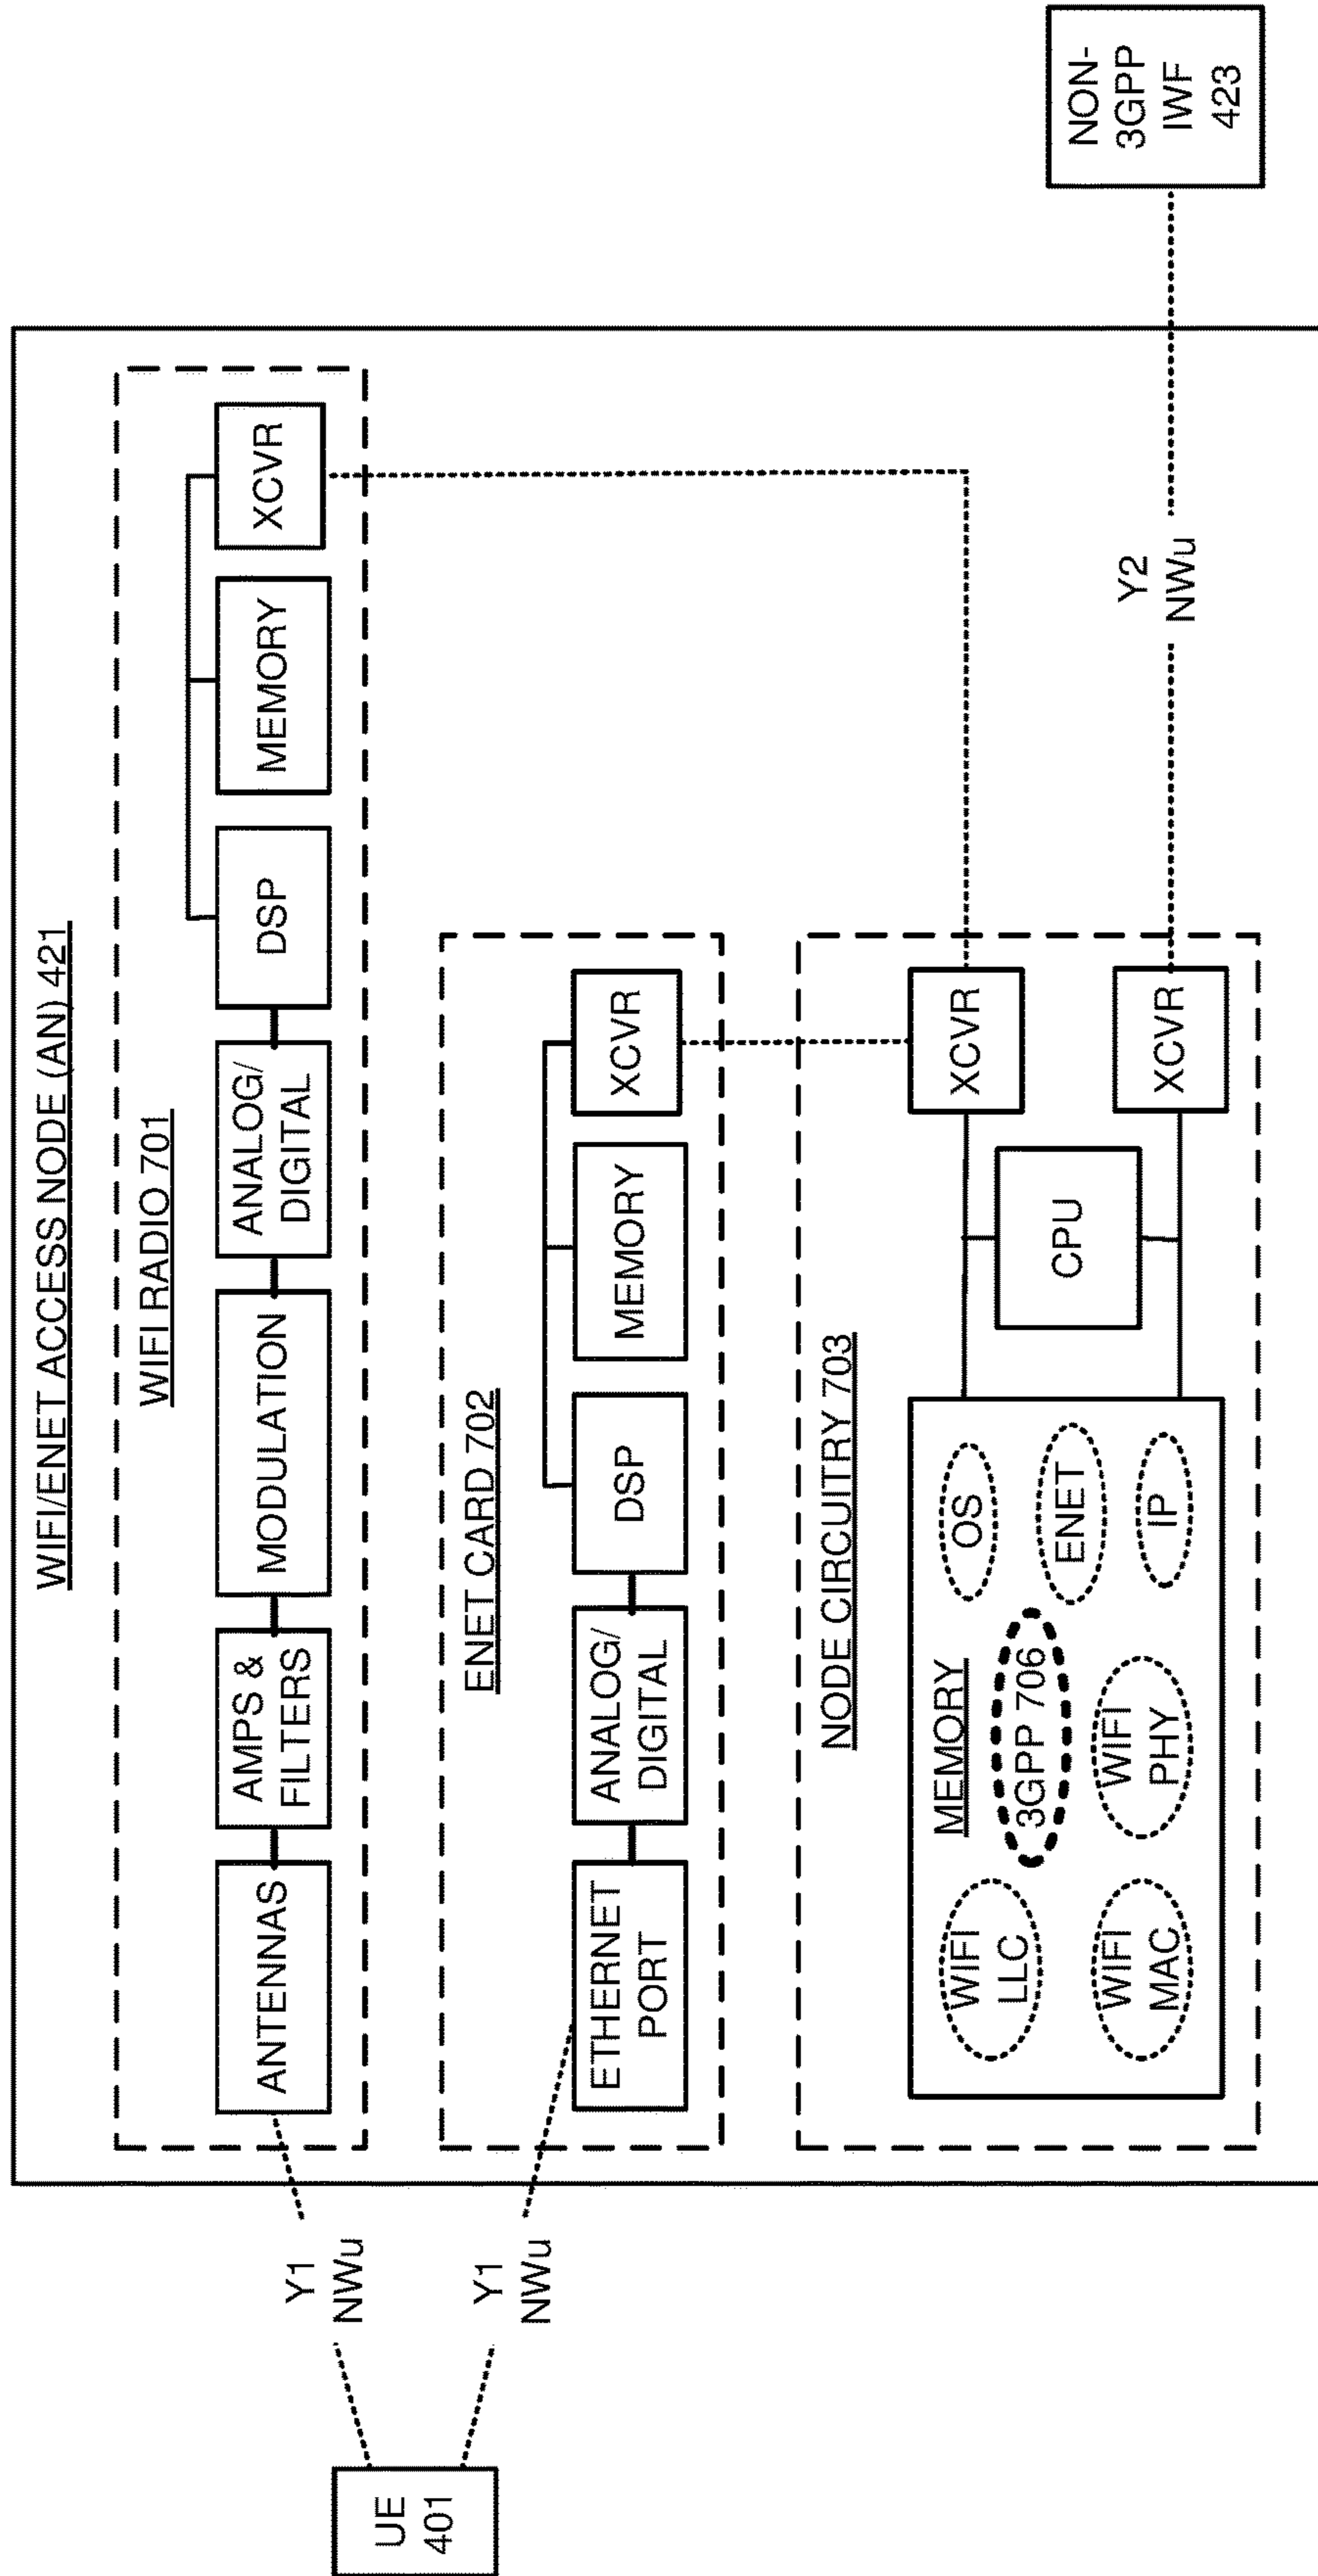 WIFI/ENET ACCESS NODE (AN) 421
WIFI RADIO 701
ANTENNAS
AMPS &
FILTERS
MODULATION
ANALOG/
DIGITAL
DSP
MEMORY
XCVR
UE
401
Y1
NWu
Y1
NWu
ENET CARD 702
ETHERNET
PORT
ANALOG/
DIGITAL
DSP
MEMORY
XCVR
NODE CIRCUITRY 703
MEMORY
WIFI
LLC
3GPP 706
OS
WIFI
MAC
WIFI
PHY
ENET
IP
CPU
XCVR
XCVR
Y2
NWu
NON-
3GPP
IWF
423